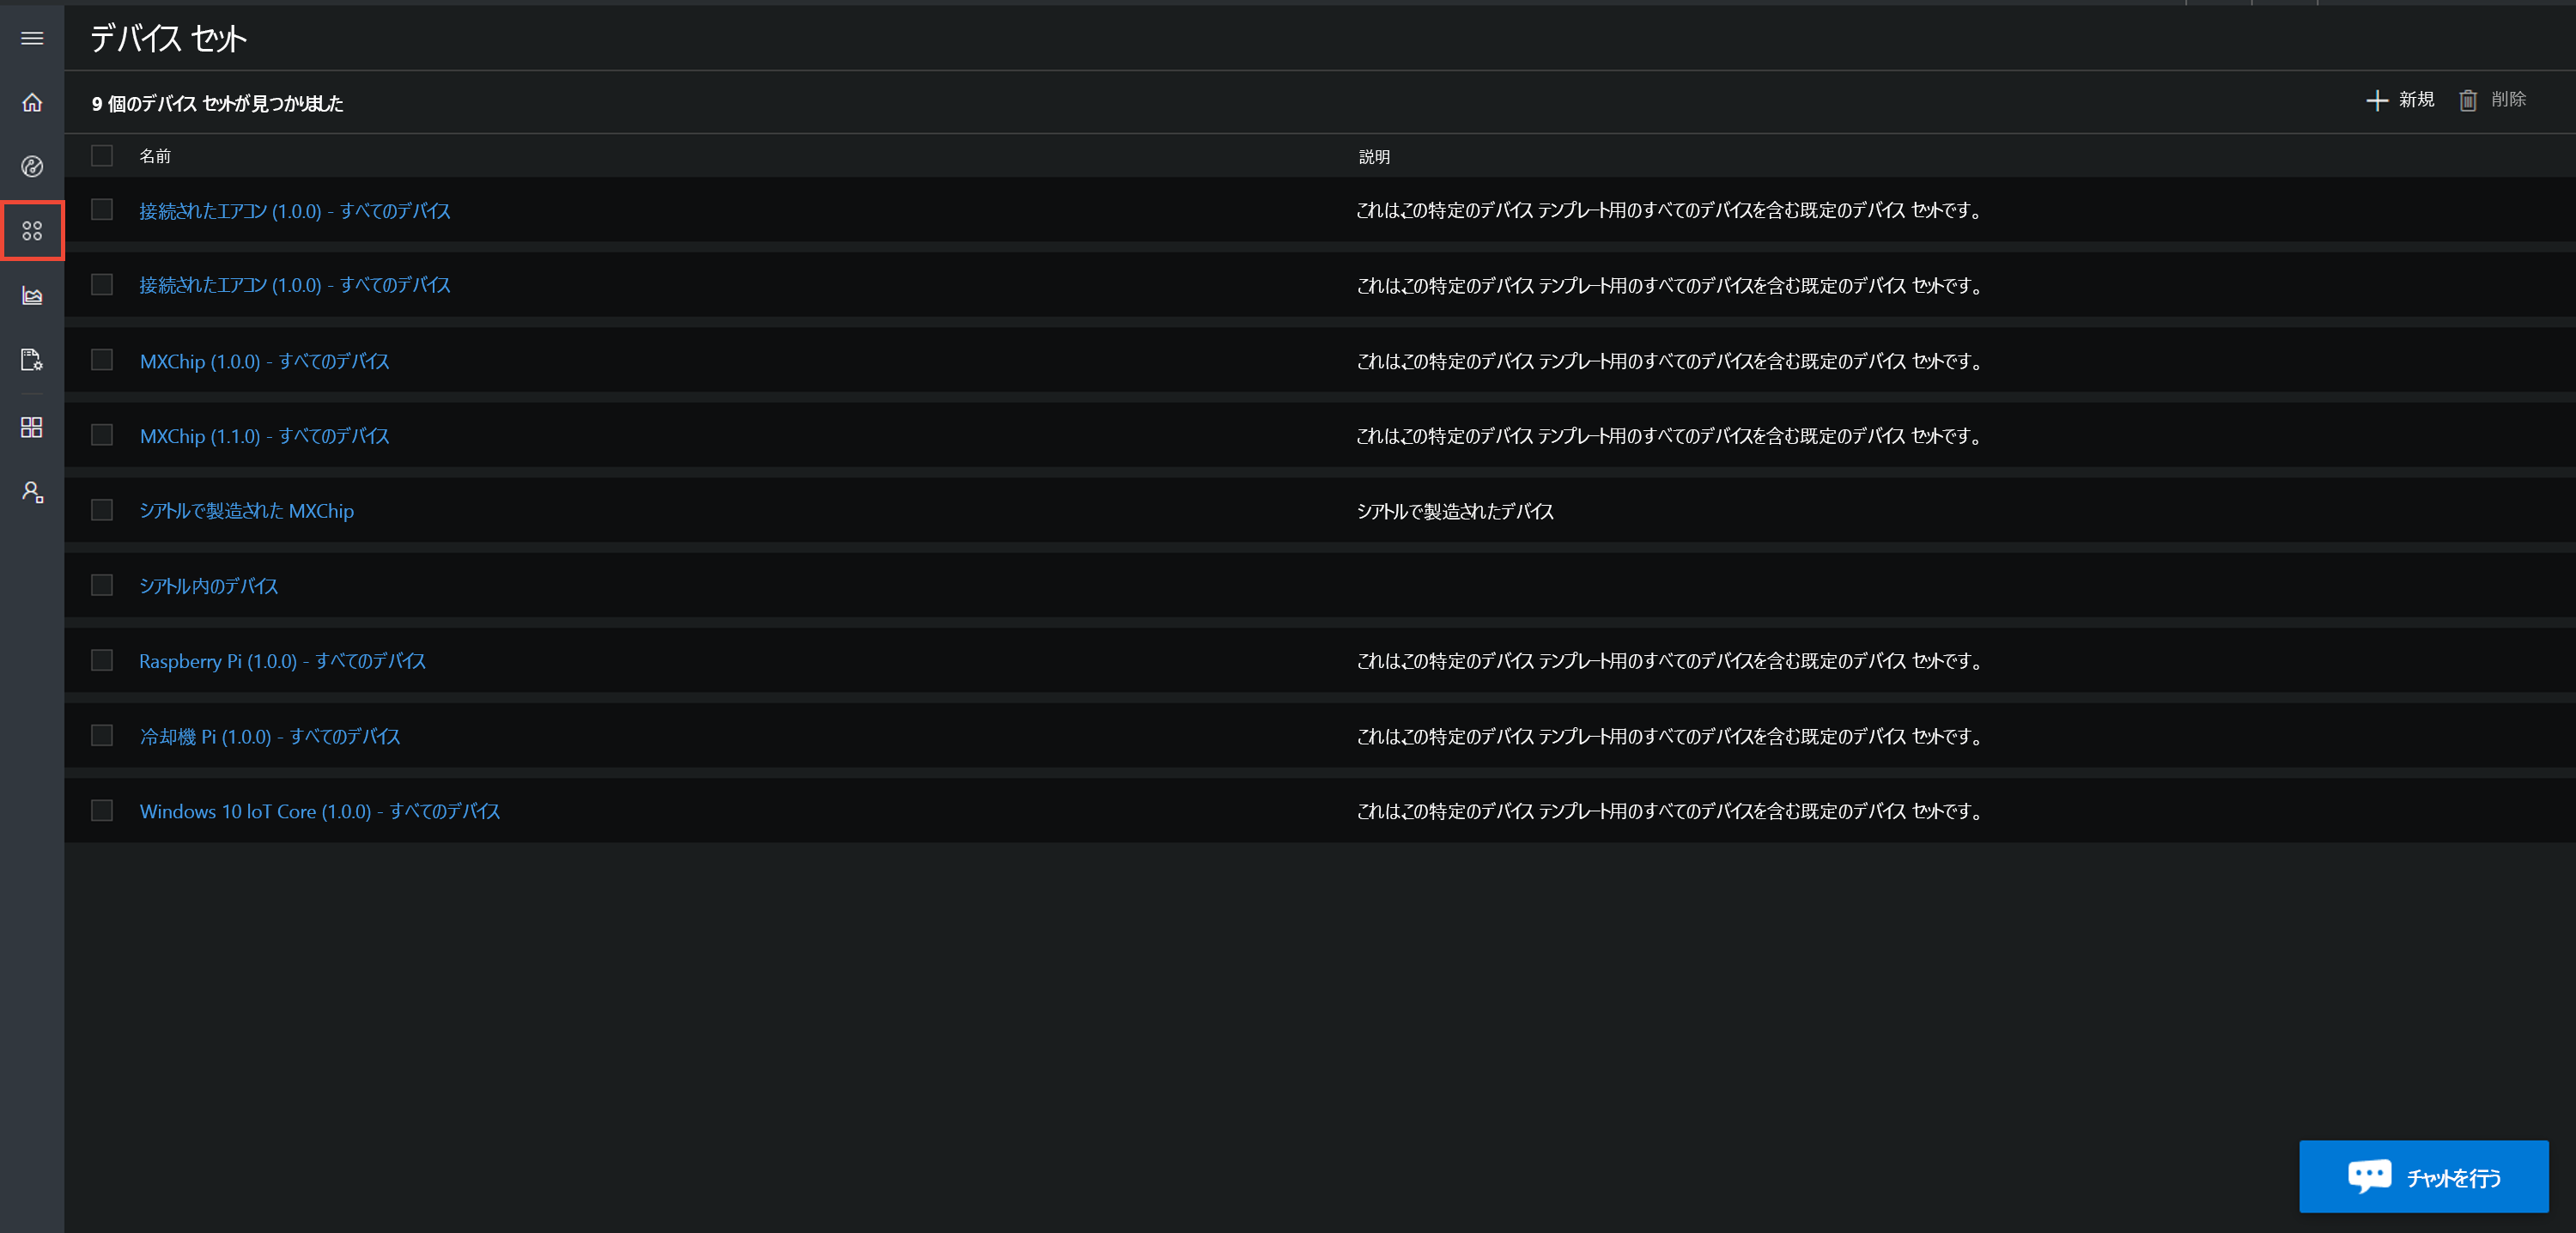 デバイス セット
9 個のデバイス セットが見つかりました
新規 削除
名前 説明
接続されたエアコン (1.0.0) - すべてのデバイス これはこの特定のデバイス テンプレート用のすべてのデバイスを含む既定のデバイス セットです。
接続されたエアコン (1.0.0) - すべてのデバイス これはこの特定のデバイス テンプレート用のすべてのデバイスを含む既定のデバイス セットです。
MXChip (1.0.0) - すべてのデバイス これはこの特定のデバイス テンプレート用のすべてのデバイスを含む既定のデバイス セットです。
MXChip (1.1.0) - すべてのデバイス これはこの特定のデバイス テンプレート用のすべてのデバイスを含む既定のデバイス セットです。
シアトルで製造された MXChip シアトルで製造されたデバイス
シアトル内のデバイス
Raspberry Pi (1.0.0) - すべてのデバイス これはこの特定のデバイス テンプレート用のすべてのデバイスを含む既定のデバイス セットです。
冷却機 Pi (1.0.0) - すべてのデバイス これはこの特定のデバイス テンプレート用のすべてのデバイスを含む既定のデバイス セットです。
Windows 10 IoT Core (1.0.0) - すべてのデバイス これはこの特定のデバイス テンプレート用のすべてのデバイスを含む既定のデバイス セットです。
チャットを行う